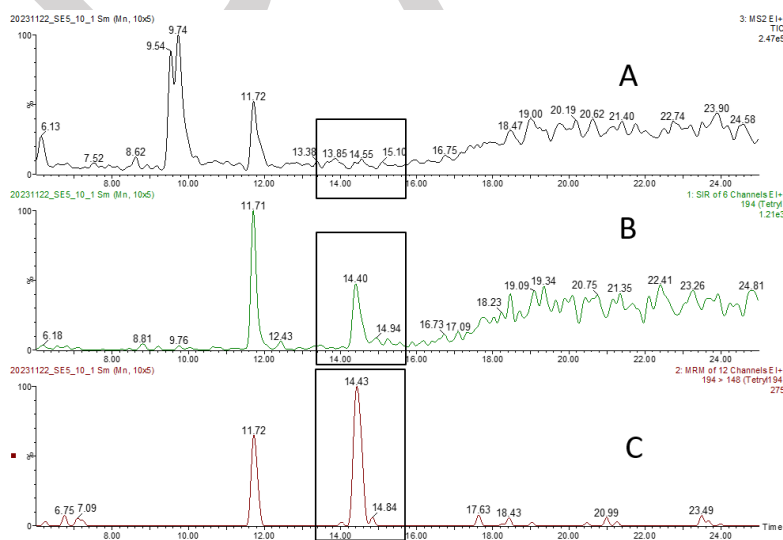 20231122_SE5_10_1 Sm (Mn, 10x5)
3: MS2 EI+
TIC
2.47e5
100
%
6.13
7.52
8.62
9.54
9.74
11.72
13.38
13.85
14.55
15.10
16.75
18.47
19.00
20.19
20.62
21.40
22.74
23.90
24.58
A
8.00 10.00 12.00 14.00 16.00 18.00 20.00 22.00 24.00
20231122_SE5_10_1 Sm (Mn, 10x5)
1: SIR of 6 Channels EI+
194 (Tetryl
1.21e3
100
%
6.18
8.81
9.76
11.71
12.43
14.40
14.94
16.73
17.09
18.23
19.09
19.34
20.75
21.35
22.41
23.26
24.81
B
8.00 10.00 12.00 14.00 16.00 18.00 20.00 22.00 24.00
20231122_SE5_10_1 Sm (Mn, 10x5)
2: MRM of 12 Channels EI+
194 > 148 (Tetryl194
275
100
%
6.75
7.09
11.72
14.43
14.84
17.63
18.43
20.99
23.49
C
Time
8.00 10.00 12.00 14.00 16.00 18.00 20.00 22.00 24.00